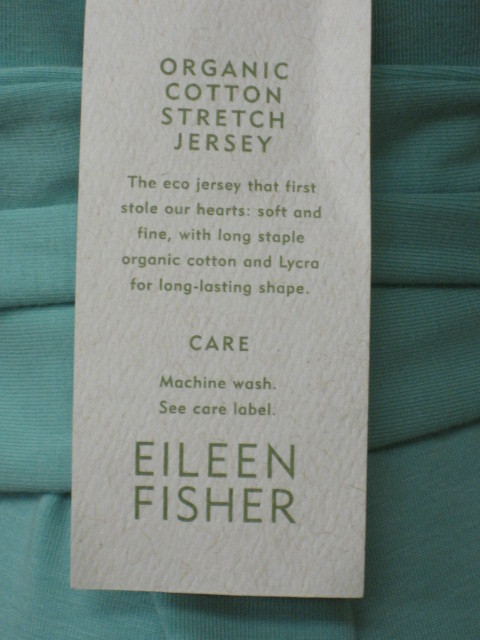 ORGANIC
COTTON
STRETCH
JERSEY
The eco jersey that first
stole our hearts: soft and
fine, with long staple
organic cotton and Lycra
for long-lasting shape.
CARE
Machine wash.
See care label.
EILEEN
FISHER